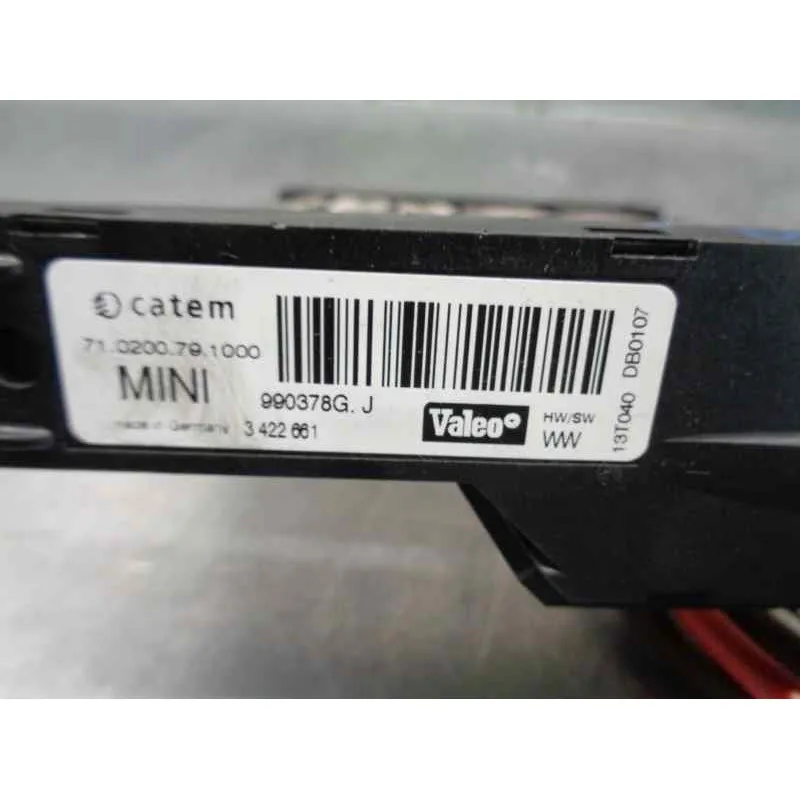 catem
71.0200.79.1000
MINI
990378G. J
made in Germany
3 422 661
Valeo
HW/SW
WW
13T040 DB0107